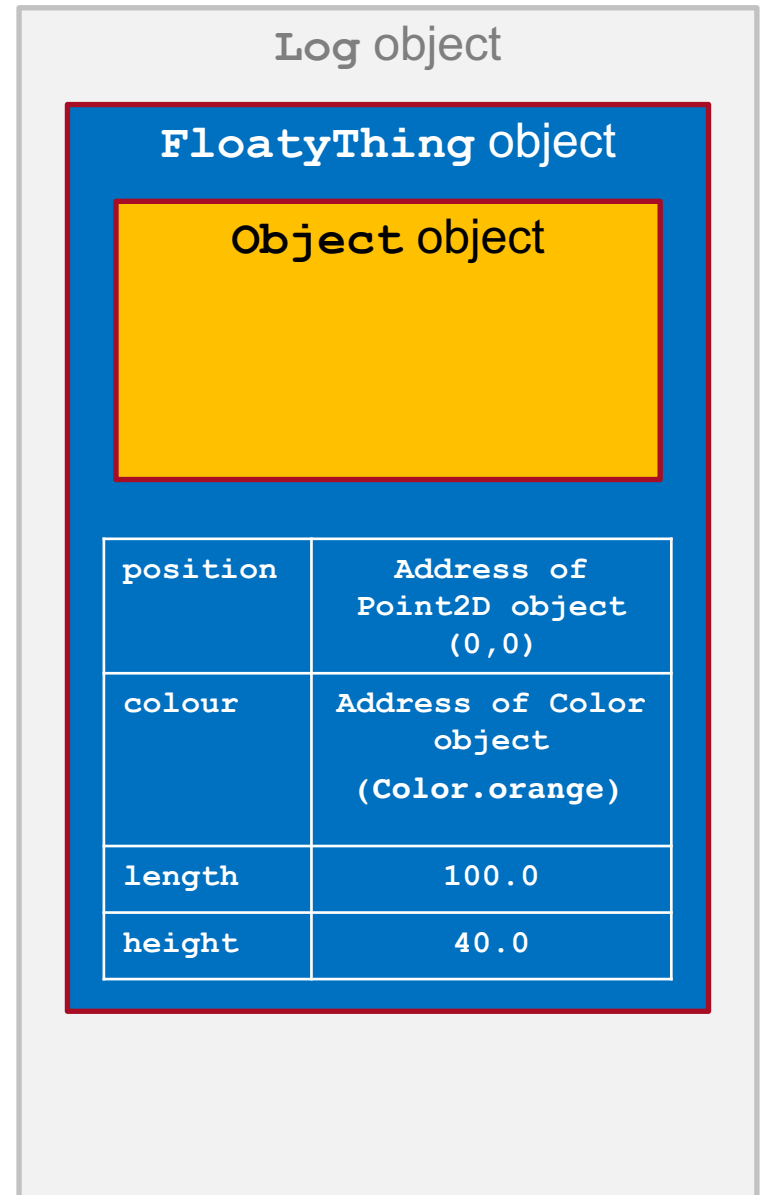 Log object
FloatyThing object
Object object
position
Address of
Point2D object
(0,0)
colour
Address of Color
object
(Color.orange)
length
100.0
height
40.0